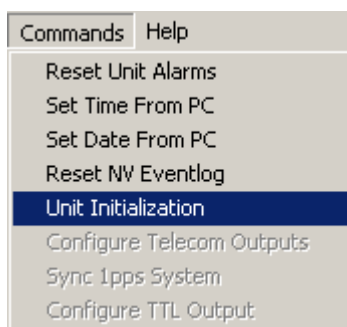 Commands Help
Reset Unit Alarms
Set Time From PC
Set Date From PC
Reset NV Eventlog
Unit Initialization
Configure Telecom Outputs
Sync 1pps System
Configure TTL Output